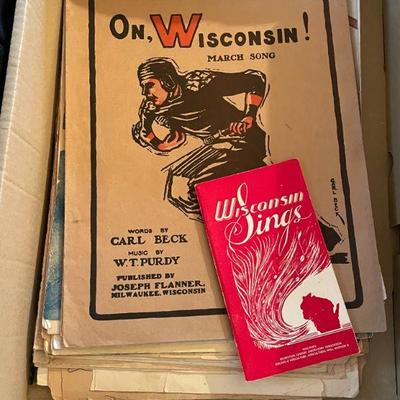 ON, WISCONSIN!
MARCH SONG
WORDS BY
CARL BECK
MUSIC BY
W.T. PURDY
PUBLISHED BY
JOSEPH FLANNER,
MILWAUKEE, WISCONSIN
Wisconsin
Sings